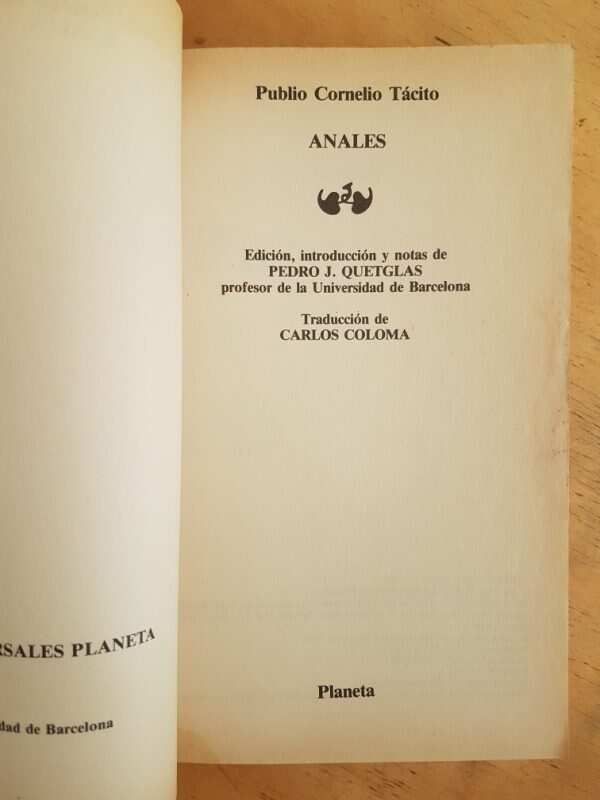 Publio Cornelio Tácito
ANALES
Edición, introducción y notas de
PEDRO J. QUETGLAS
profesor de la Universidad de Barcelona
Traducción de
CARLOS COLOMA
Planeta
RSALES PLANETA
dad de Barcelona